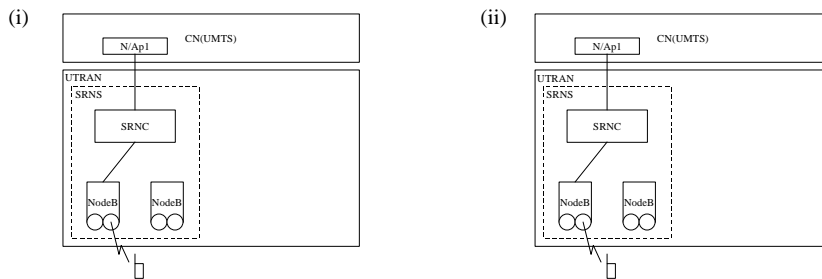 (i)
N/Ap1
CN(UMTS)
UTRAN
SRNS
SRNC
NodeB
NodeB
(ii)
N/Ap1
CN(UMTS)
UTRAN
SRNS
SRNC
NodeB
NodeB